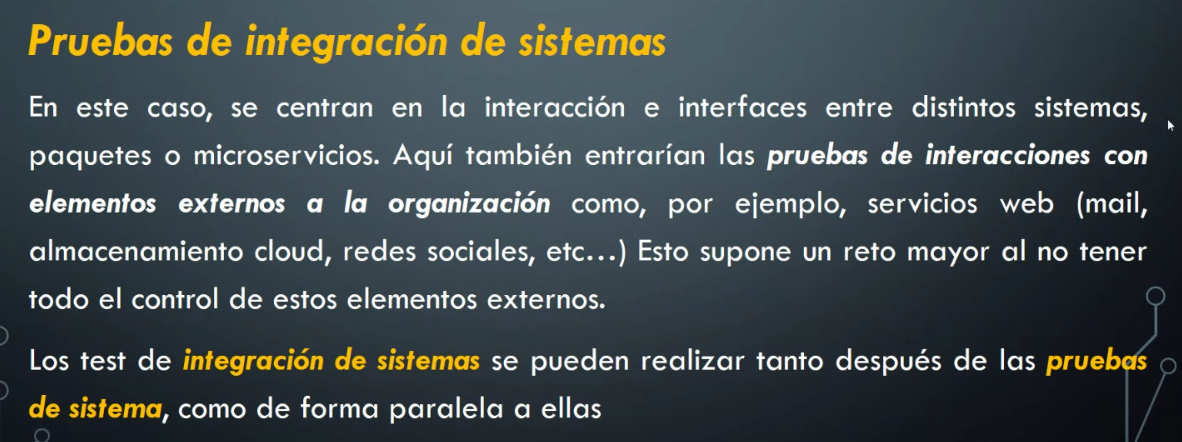 Pruebas de integración de sistemas
En este caso, se centran en la interacción e interfaces entre distintos sistemas,
paquetes o microservicios. Aquí también entrarían las pruebas de interacciones con
elementos externos a la organización como, por ejemplo, servicios web (mail,
almacenamiento cloud, redes sociales, etc...) Esto supone un reto mayor al no tener
todo el control de estos elementos externos.
Los test de integración de sistemas se pueden realizar tanto después de las pruebas
de sistema, como de forma paralela a ellas